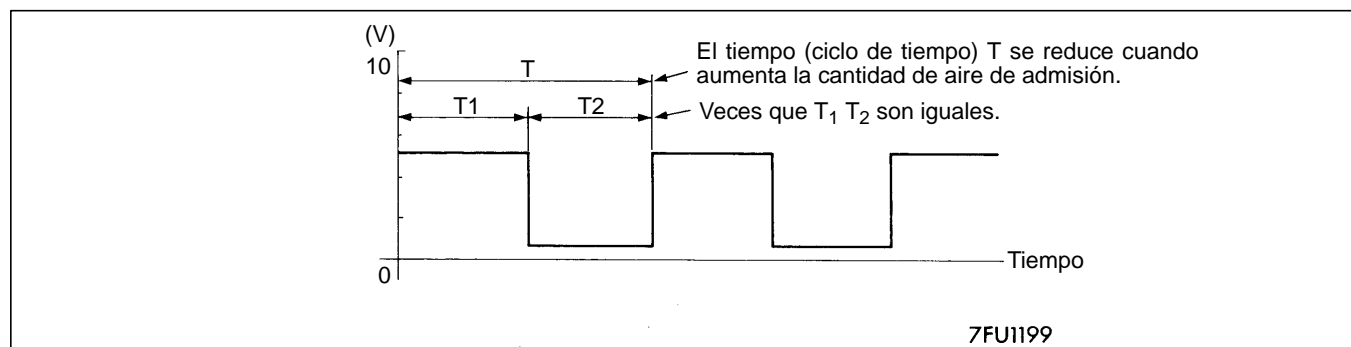 (V)
10
T
El tiempo (ciclo de tiempo) T se reduce cuando
aumenta la cantidad de aire de admisión.
T1
T2
Veces que T1 T2 son iguales.
Tiempo
0
7FU1199